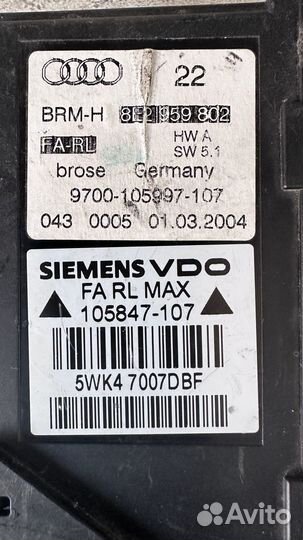 22
BRM-H 8E2 959 802
FA-RL HW A
SW 5.1
brose Germany
9700-105997-107
043 0005 01.03.2004
SIEMENS VDO
FA RL MAX
105847-107
5WK4 7007DBF
Avito